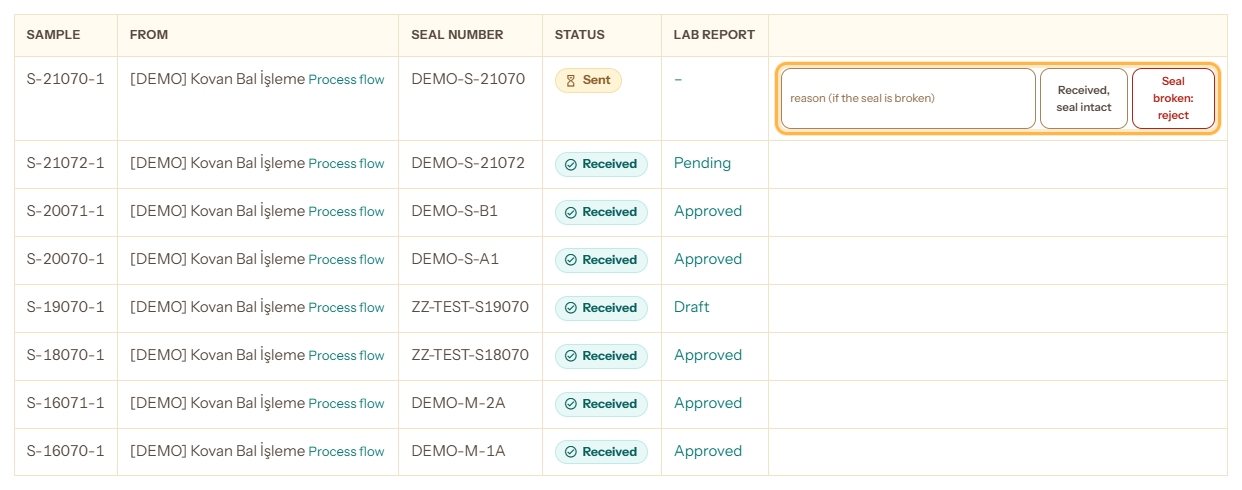 SAMPLE FROM SEAL NUMBER STATUS LAB REPORT
S-21070-1 [DEMO] Kovan Bal İşleme Process flow DEMO-S-21070 Sent – reason (if the seal is broken) Received, seal intact Seal broken: reject
S-21072-1 [DEMO] Kovan Bal İşleme Process flow DEMO-S-21072 Received Pending
S-20071-1 [DEMO] Kovan Bal İşleme Process flow DEMO-S-B1 Received Approved
S-20070-1 [DEMO] Kovan Bal İşleme Process flow DEMO-S-A1 Received Approved
S-19070-1 [DEMO] Kovan Bal İşleme Process flow ZZ-TEST-S19070 Received Draft
S-18070-1 [DEMO] Kovan Bal İşleme Process flow ZZ-TEST-S18070 Received Approved
S-16071-1 [DEMO] Kovan Bal İşleme Process flow DEMO-M-2A Received Approved
S-16070-1 [DEMO] Kovan Bal İşleme Process flow DEMO-M-1A Received Approved